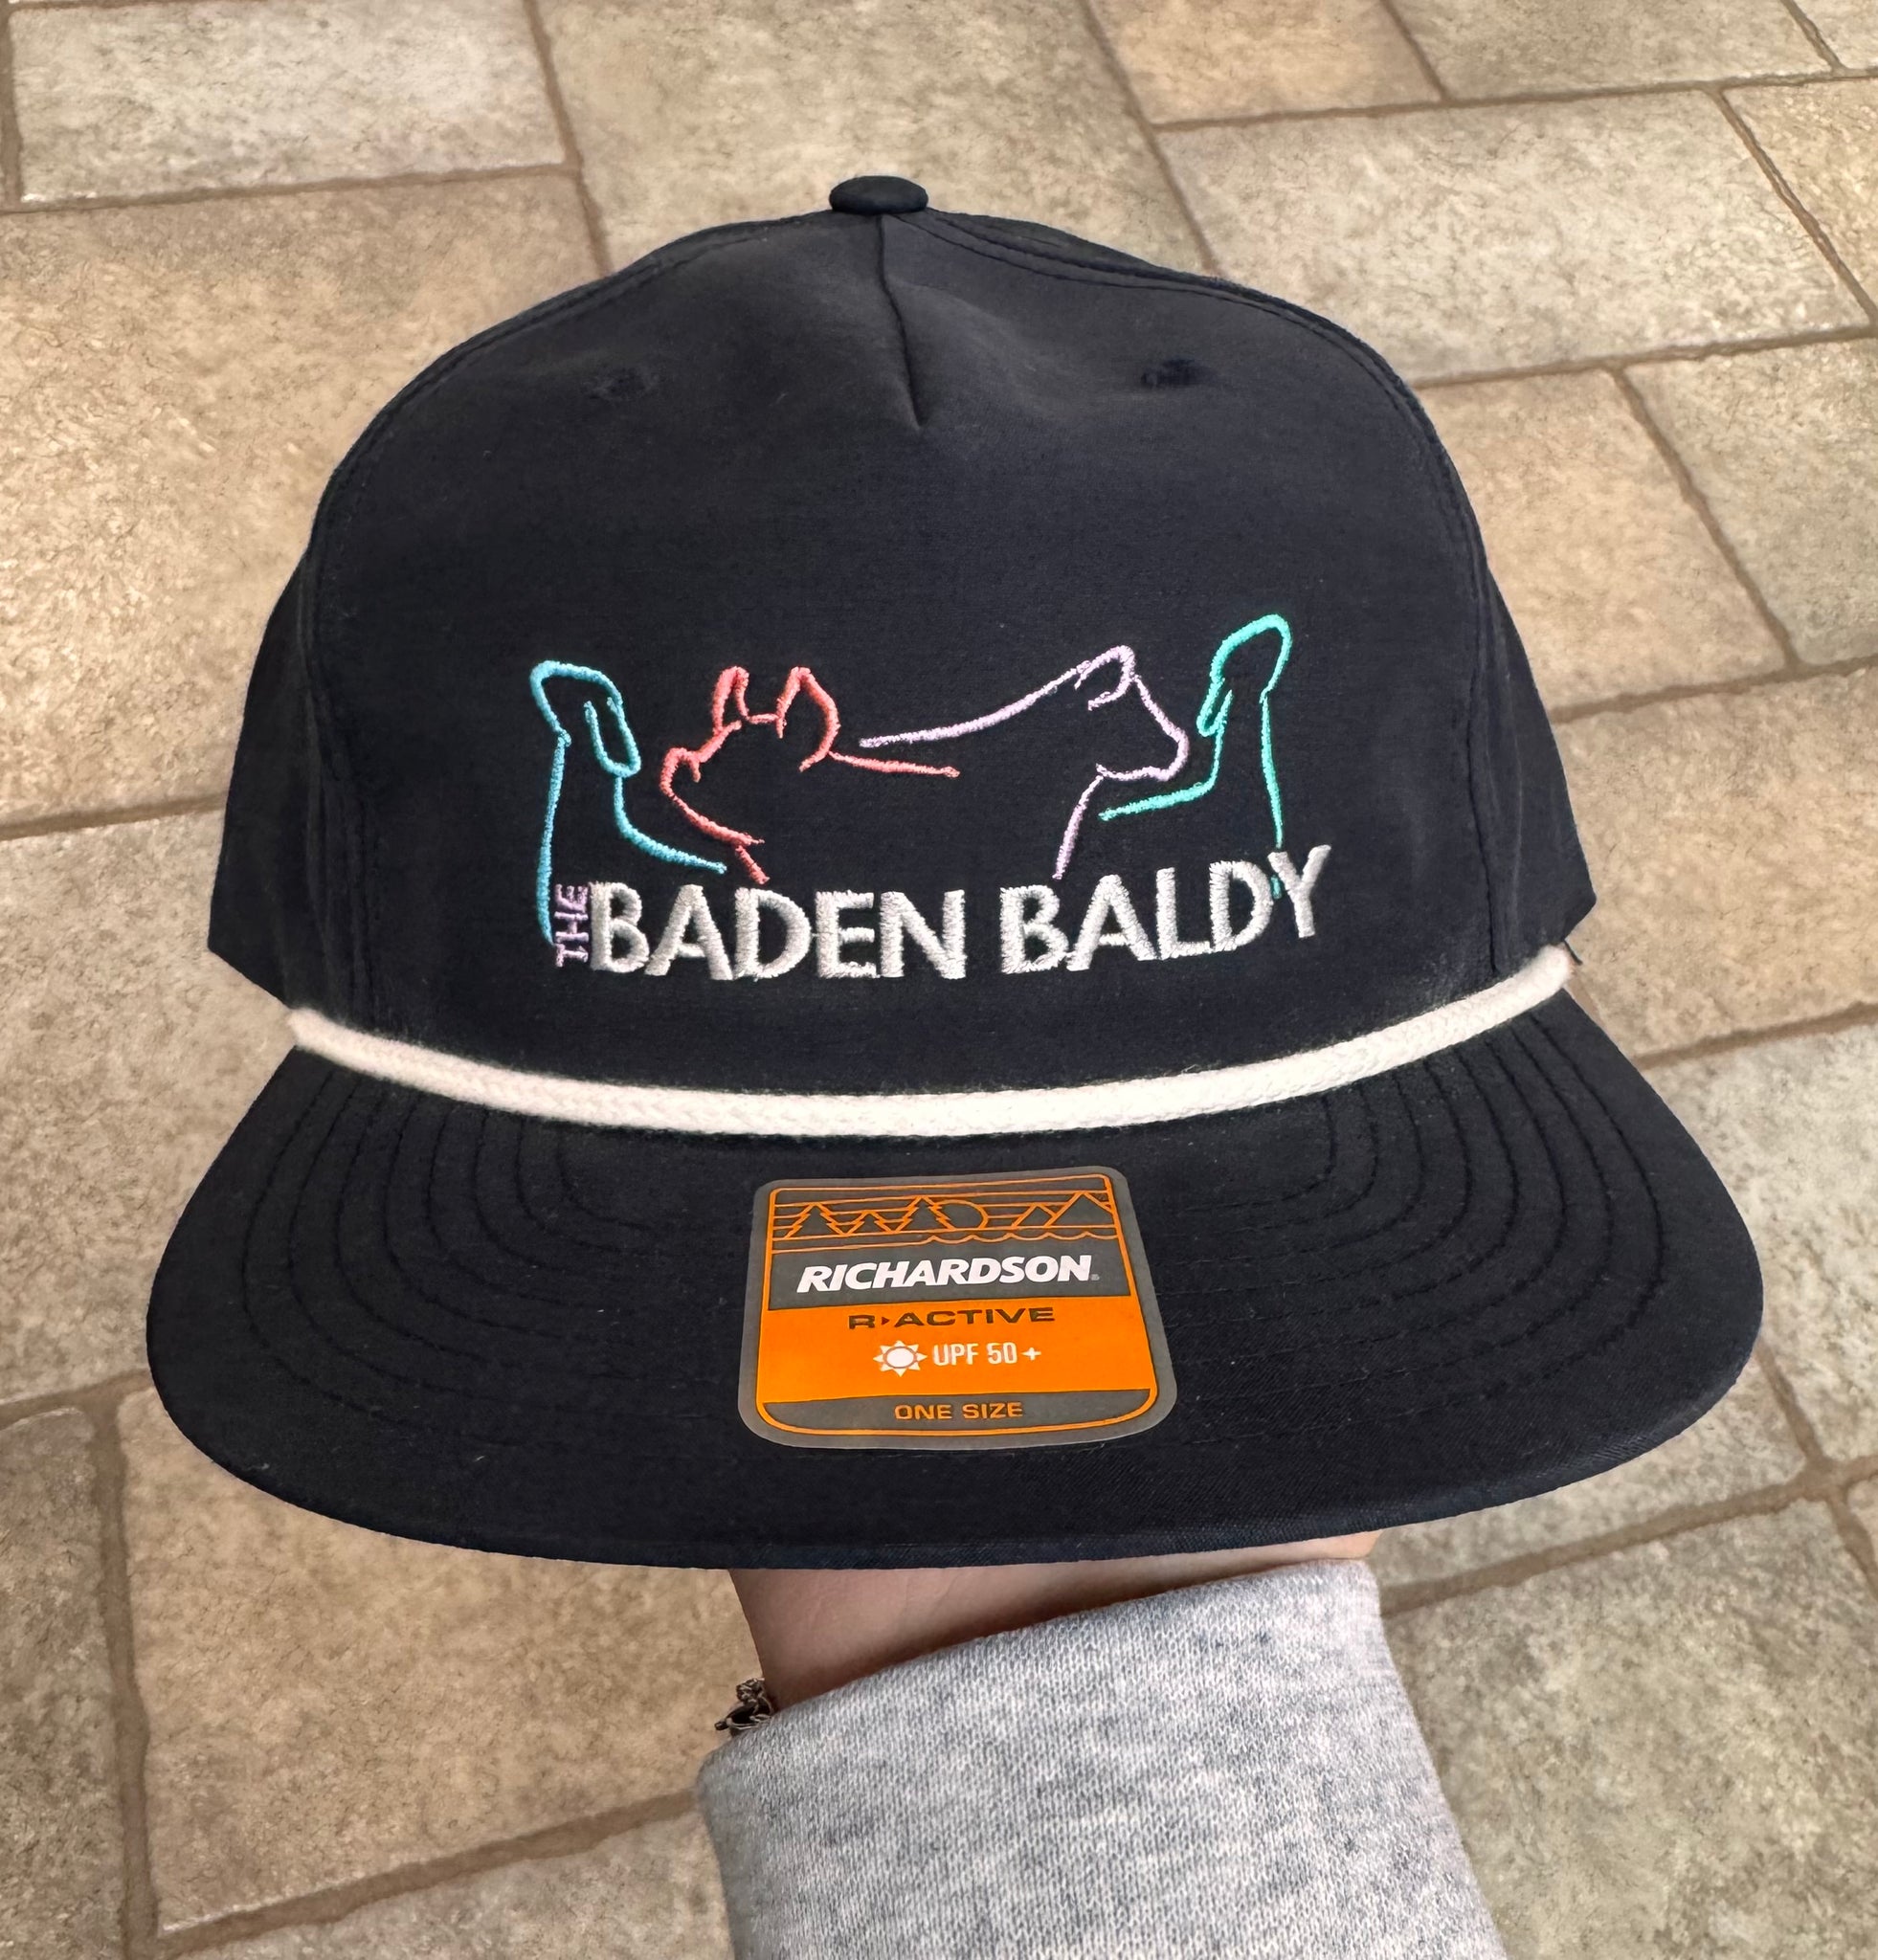 THE BADEN BALDY
RICHARDSON®
R·ACTIVE
UPF 50+
ONE SIZE